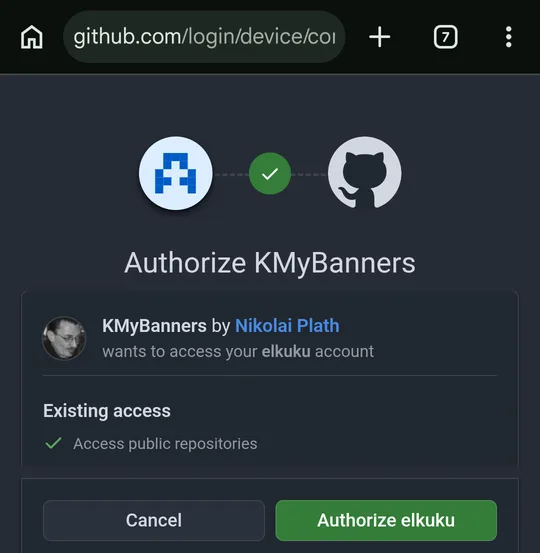 github.com/login/device/cor
7
Authorize KMyBanners
KMyBanners by Nikolai Plath
wants to access your elkuku account
Existing access
Access public repositories
Cancel
Authorize elkuku